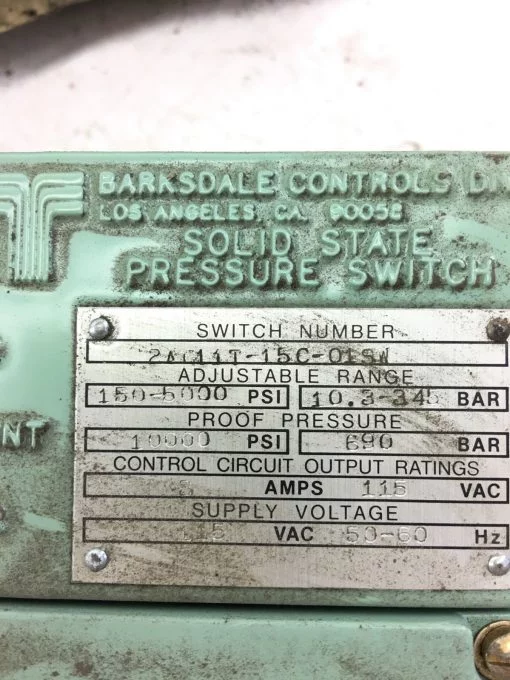 BARKSDALE CONTROLS DIV
LOS ANGELES, CA. 90058
SOLID STATE
PRESSURE SWITCH
SWITCH NUMBER
ADJUSTABLE RANGE
150-5000 PSI 10.3-345 BAR
PROOF PRESSURE
NT
10000 PSI 690 BAR
CONTROL CIRCUIT OUTPUT RATINGS
AMPS 115 VAC
SUPPLY VOLTAGE
115 VAC 50-60 Hz